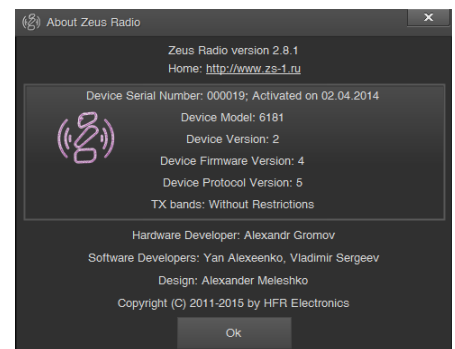 About Zeus Radio
Zeus Radio version 2.8.1
Home: http://www.zs-1.ru
Device Serial Number: 000019; Activated on 02.04.2014
Device Model: 6181
Device Version: 2
Device Firmware Version: 4
Device Protocol Version: 5
TX bands: Without Restrictions
Hardware Developer: Alexandr Gromov
Software Developers: Yan Alexeenko, Vladimir Sergeev
Design: Alexander Meleshko
Copyright (C) 2011-2015 by HFR Electronics
Ok